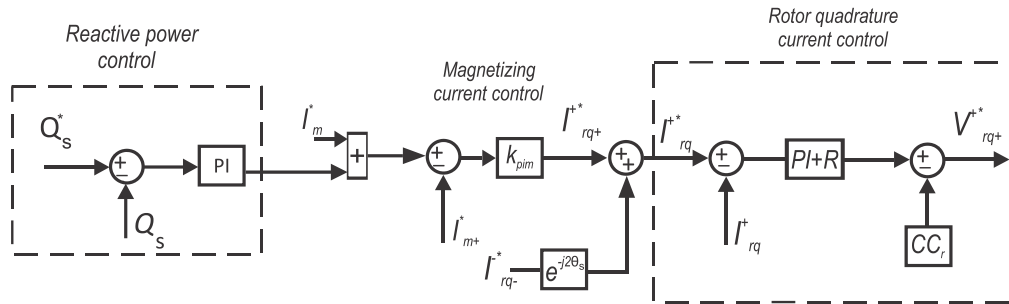 Reactive power
control
Q*s
+
−
Qs
PI
I*m
+
Magnetizing
current control
+
−
I*m+
kpim
I+*rq+
+
+
I-*rq-
e-j2θs
Rotor quadrature
current control
I+*rq
+
−
I+rq
PI+R
+
−
CCr
V+*rq+